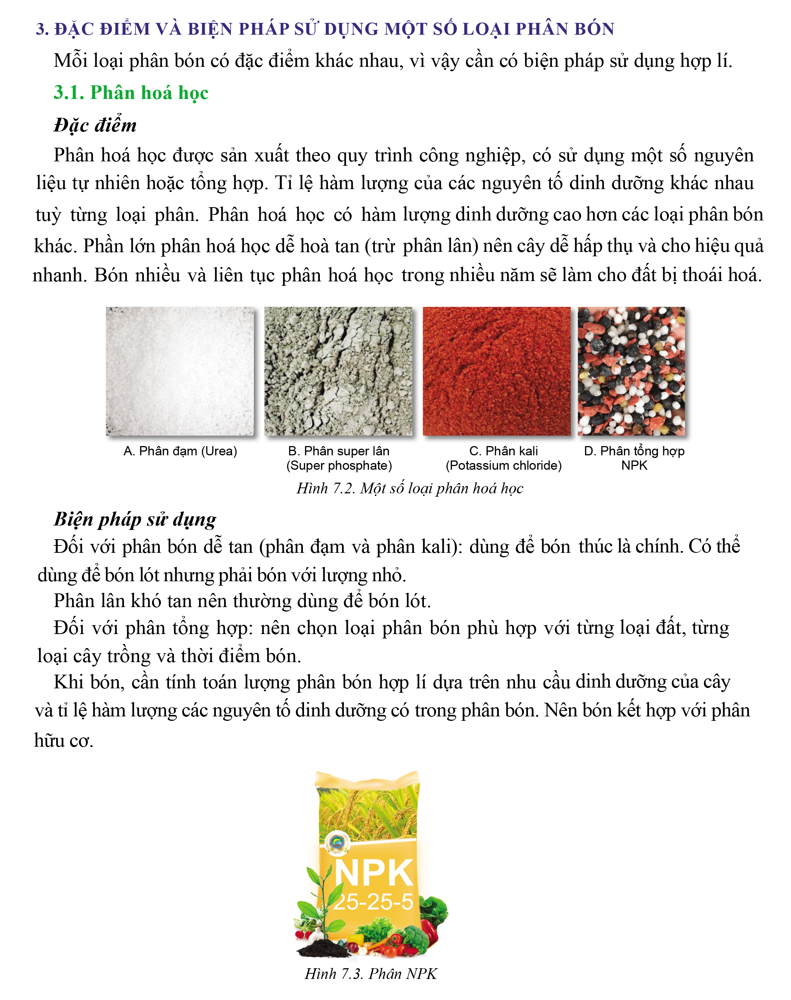 3. ĐẶC ĐIỂM VÀ BIỆN PHÁP SỬ DỤNG MỘT SỐ LOẠI PHÂN BÓN
Mỗi loại phân bón có đặc điểm khác nhau, vì vậy cần có biện pháp sử dụng hợp lí.
3.1. Phân hoá học
Đặc điểm
Phân hoá học được sản xuất theo quy trình công nghiệp, có sử dụng một số nguyên
liệu tự nhiên hoặc tổng hợp. Tỉ lệ hàm lượng của các nguyên tố dinh dưỡng khác nhau
tuỳ từng loại phân. Phân hoá học có hàm lượng dinh dưỡng cao hơn các loại phân bón
khác. Phần lớn phân hoá học dễ hoà tan (trừ phân lân) nên cây dễ hấp thụ và cho hiệu quả
nhanh. Bón nhiều và liên tục phân hoá học trong nhiều năm sẽ làm cho đất bị thoái hoá.
A. Phân đạm (Urea)
B. Phân super lân
(Super phosphate)
C. Phân kali
(Potassium chloride)
D. Phân tổng hợp
NPK
Hình 7.2. Một số loại phân hoá học
Biện pháp sử dụng
Đối với phân bón dễ tan (phân đạm và phân kali): dùng để bón thúc là chính. Có thể
dùng để bón lót nhưng phải bón với lượng nhỏ.
Phân lân khó tan nên thường dùng để bón lót.
Đối với phân tổng hợp: nên chọn loại phân bón phù hợp với từng loại đất, từng
loại cây trồng và thời điểm bón.
Khi bón, cần tính toán lượng phân bón hợp lí dựa trên nhu cầu dinh dưỡng của cây
và tỉ lệ hàm lượng các nguyên tố dinh dưỡng có trong phân bón. Nên bón kết hợp với phân
hữu cơ.
NPK
25-25-5
Hình 7.3. Phân NPK